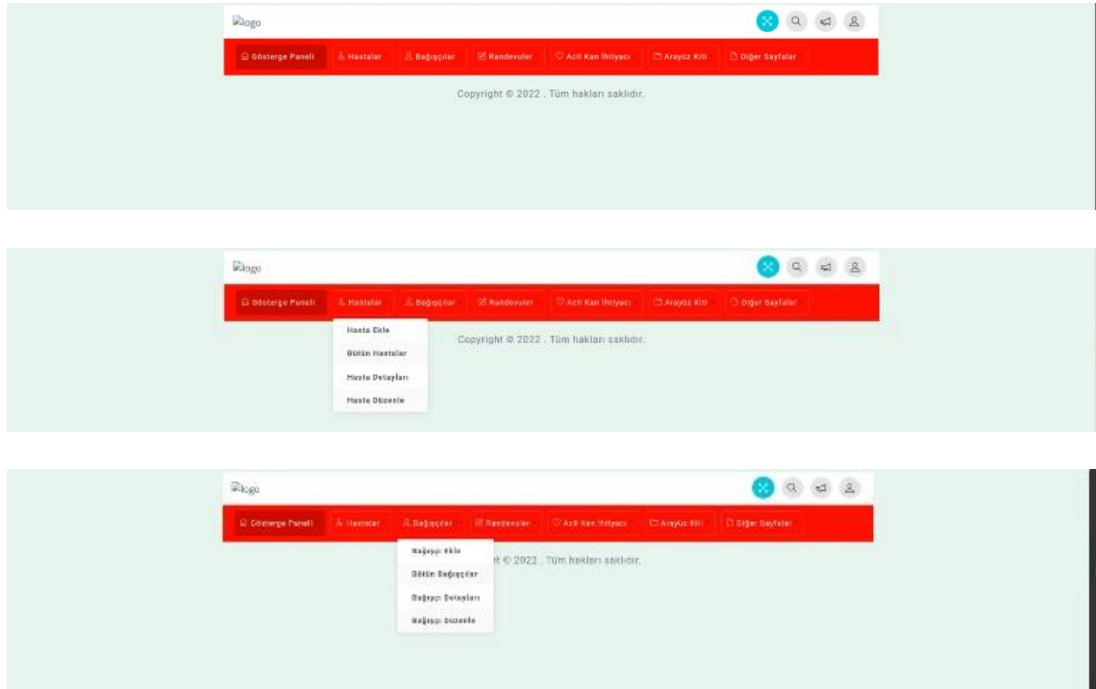 logo
Gösterge Paneli Hastalar Bağışçılar Randevuler Acil Kan İhtiyacı Arayüz Kiti Diğer Sayfalar
Copyright © 2022 . Tüm hakları saklıdır.
logo
Gösterge Paneli Hastalar Bağışçılar Randevuler Acil Kan İhtiyacı Arayüz Kiti Diğer Sayfalar
Hasta Ekle
Copyright © 2022 . Tüm hakları saklıdır.
Bütün Hastalar
Hasta Detayları
Hasta Düzenle
logo
Gösterge Paneli Hastalar Bağışçılar Randevuler Acil Kan İhtiyacı Arayüz Kiti Diğer Sayfalar
Bağışçı Ekle
t © 2022 . Tüm hakları saklıdır.
Bütün Bağışçılar
Bağışçı Detayları
Bağışçı Düzenle